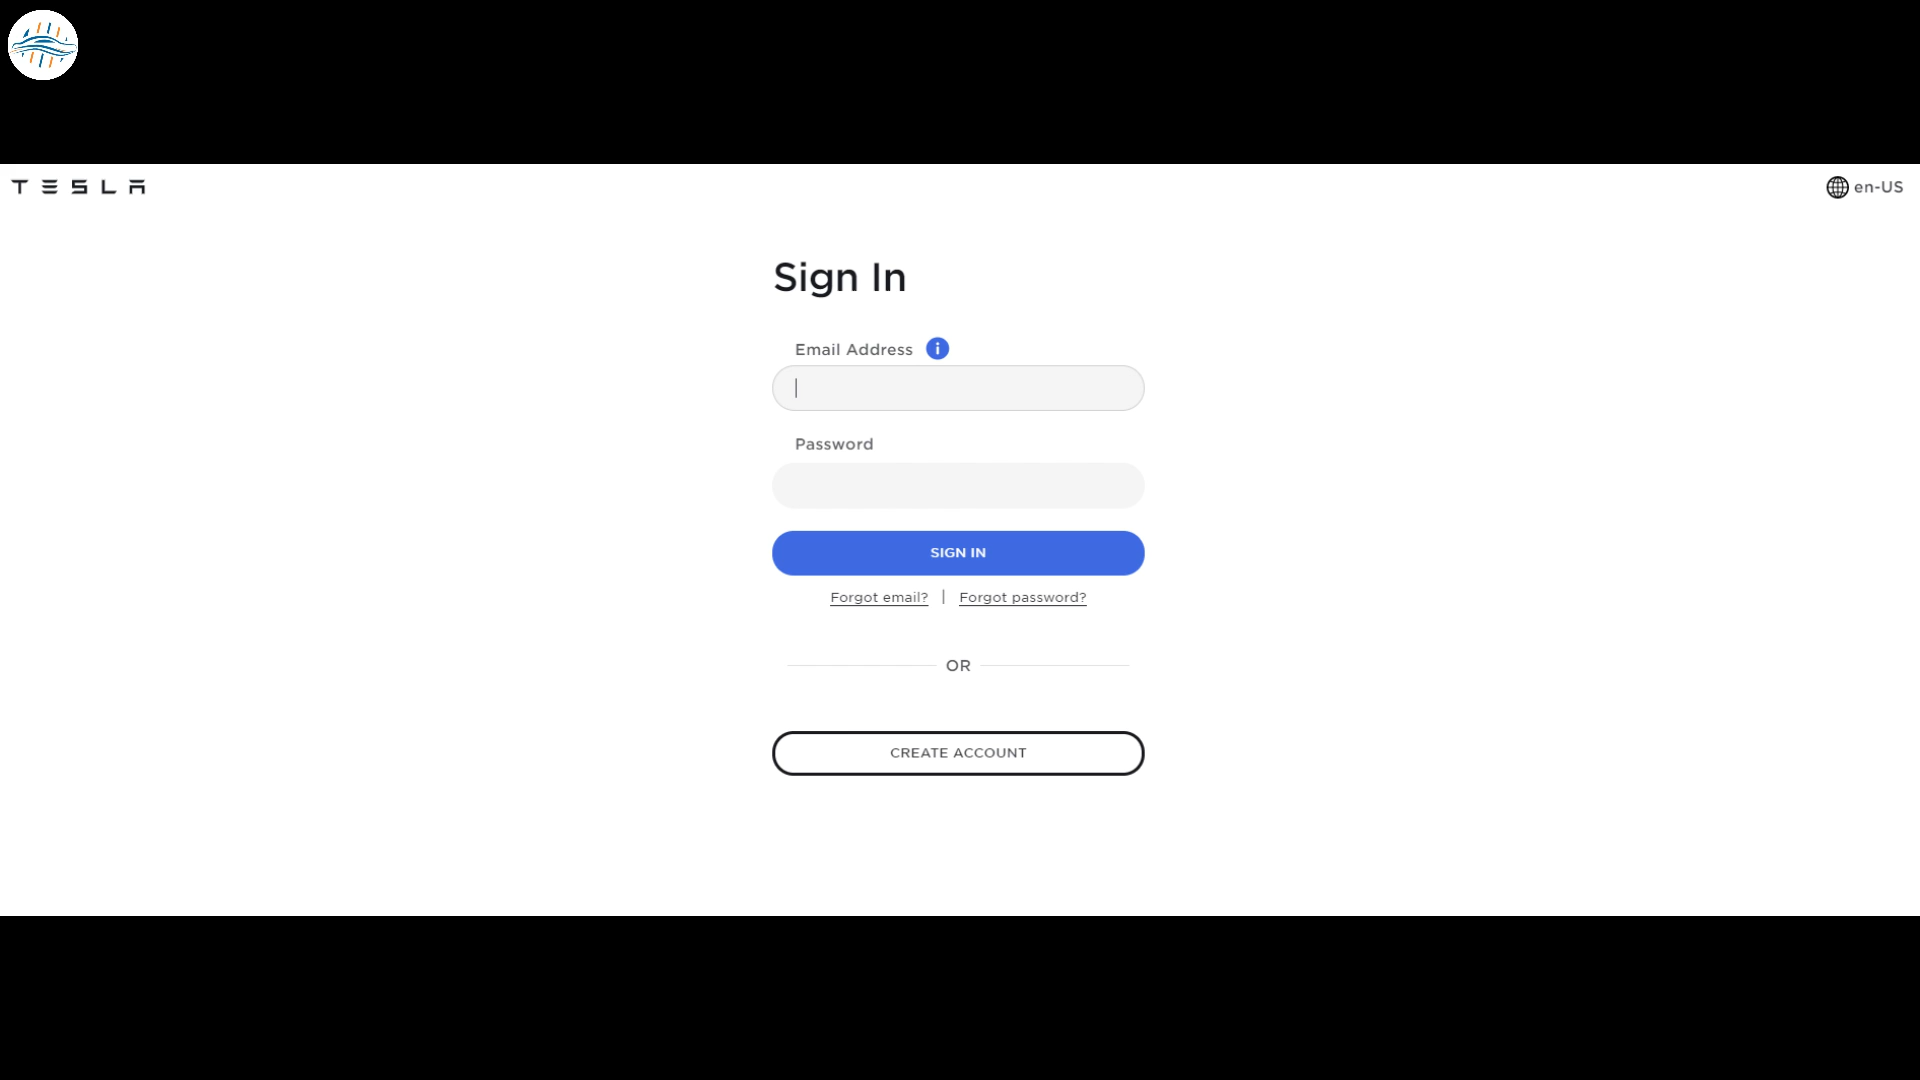 TESLA
en-US
Sign In
Email Address
Password
SIGN IN
Forgot email? | Forgot password?
OR
CREATE ACCOUNT